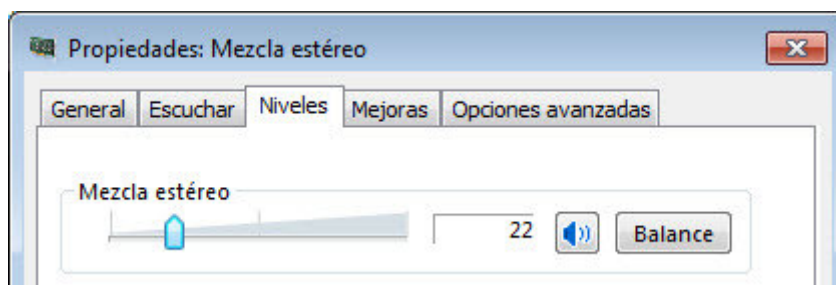 Propiedades: Mezcla estéreo
General Escuchar Niveles Mejoras Opciones avanzadas
Mezcla estéreo
22 Balance